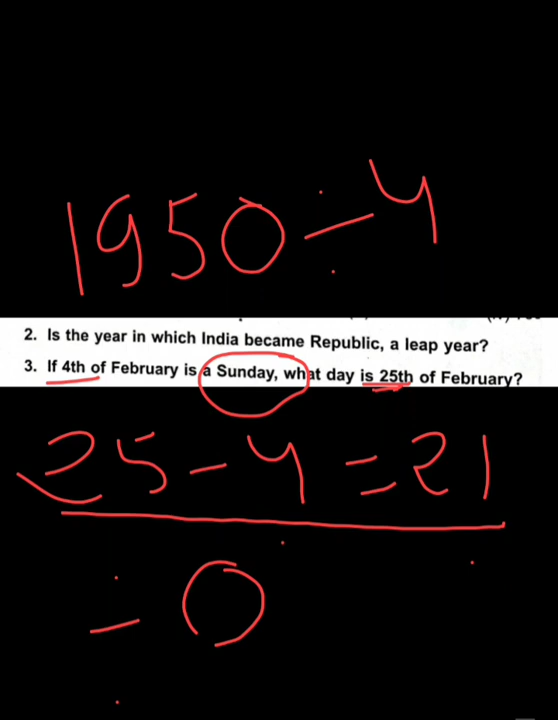 1950 ÷ 4
2. Is the year in which India became Republic, a leap year?
3. If 4th of February is a Sunday, what day is 25th of February?
25 - 4 = 21
÷ 0